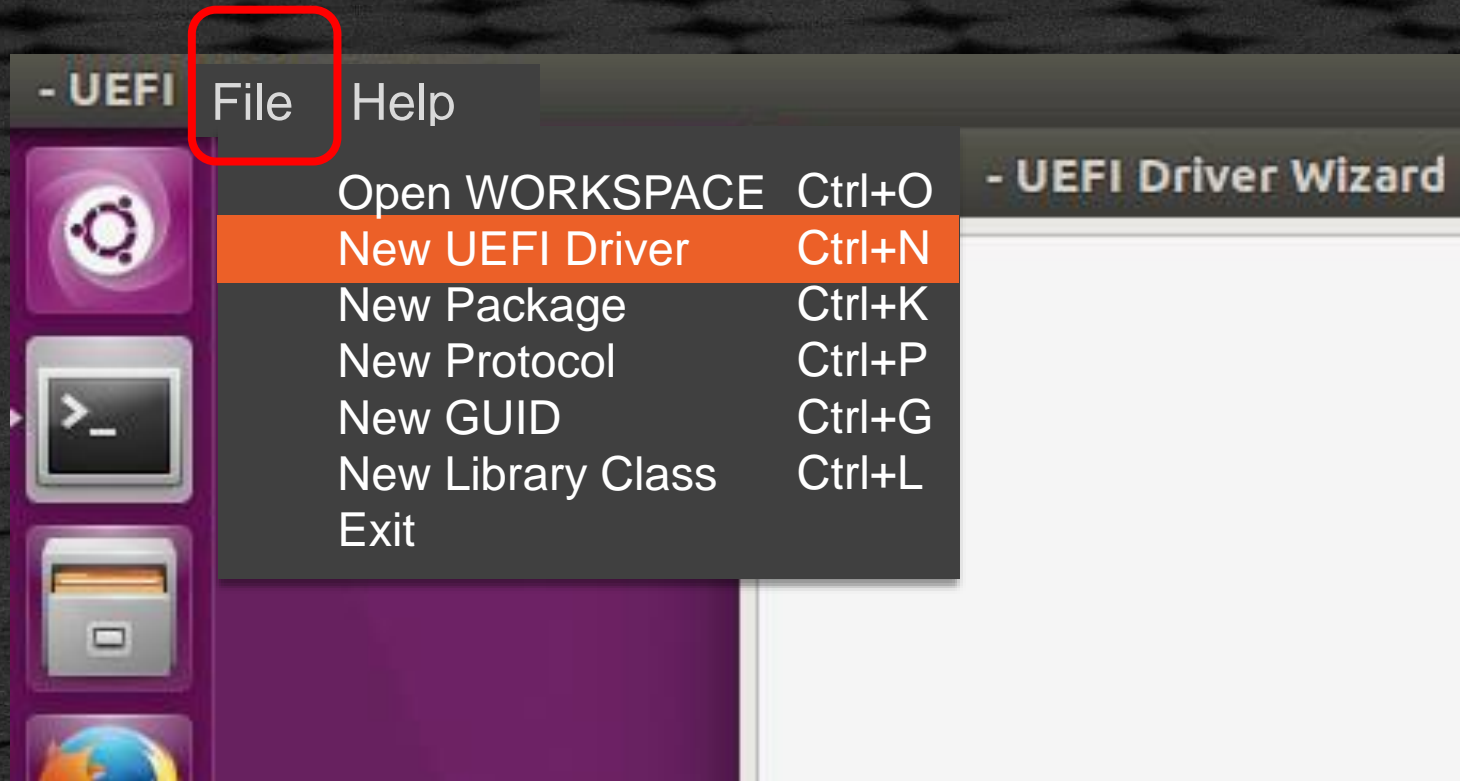 - UEFI File Help
- UEFI Driver Wizard
Open WORKSPACE Ctrl+O
New UEFI Driver Ctrl+N
New Package Ctrl+K
New Protocol Ctrl+P
New GUID Ctrl+G
New Library Class Ctrl+L
Exit
>_